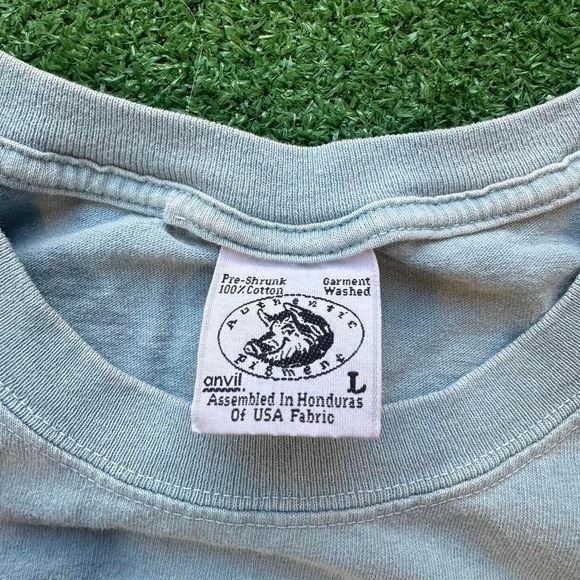 Pre-Shrunk Garment
100% Cotton Washed
Authentic
Pigment
anvil. L
Assembled In Honduras
Of USA Fabric